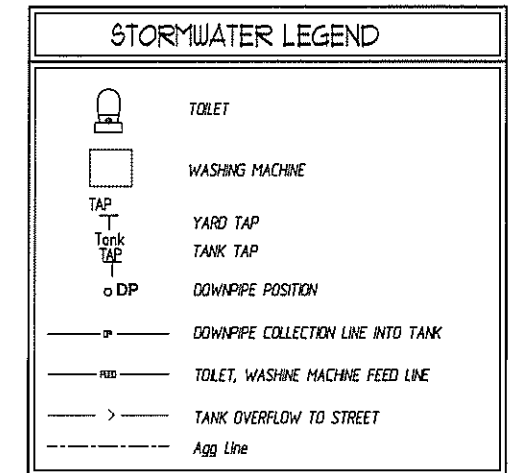 STORMWATER LEGEND
TOILET
WASHING MACHINE
TAP
YARD TAP
Tank
TAP
TANK TAP
DP
DOWNPIPE POSITION
DP
DOWNPIPE COLLECTION LINE INTO TANK
FEED
TOILET, WASHINE MACHINE FEED LINE
TANK OVERFLOW TO STREET
Agg Line